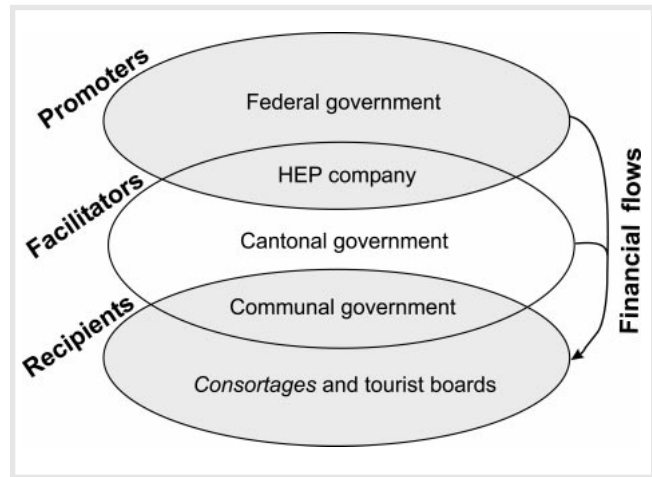 Promoters
Federal government
HEP company
Facilitators
Cantonal government
Communal government
Recipients
Consortages and tourist boards
Financial flows